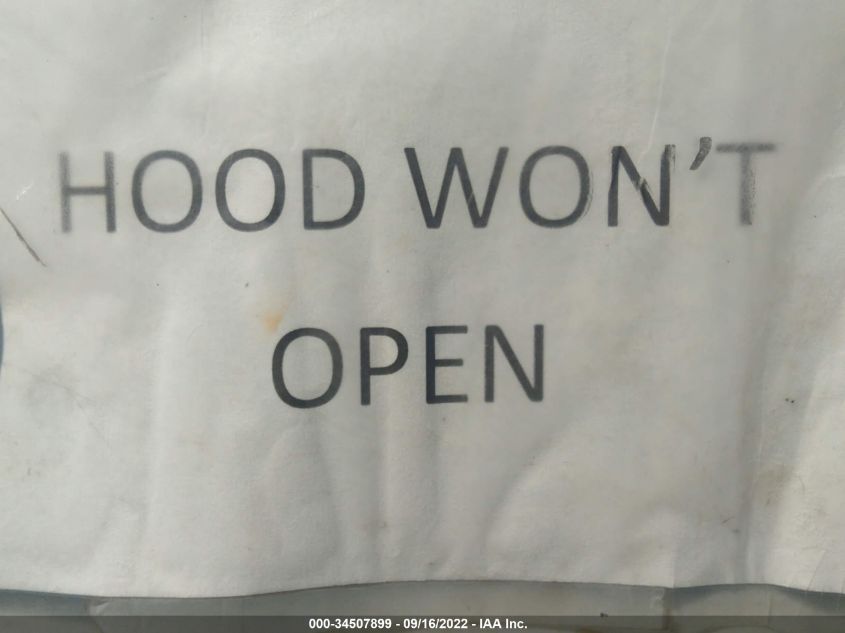 HOOD WON’T
OPEN
000-34507899 - 09/16/2022 - IAA Inc.